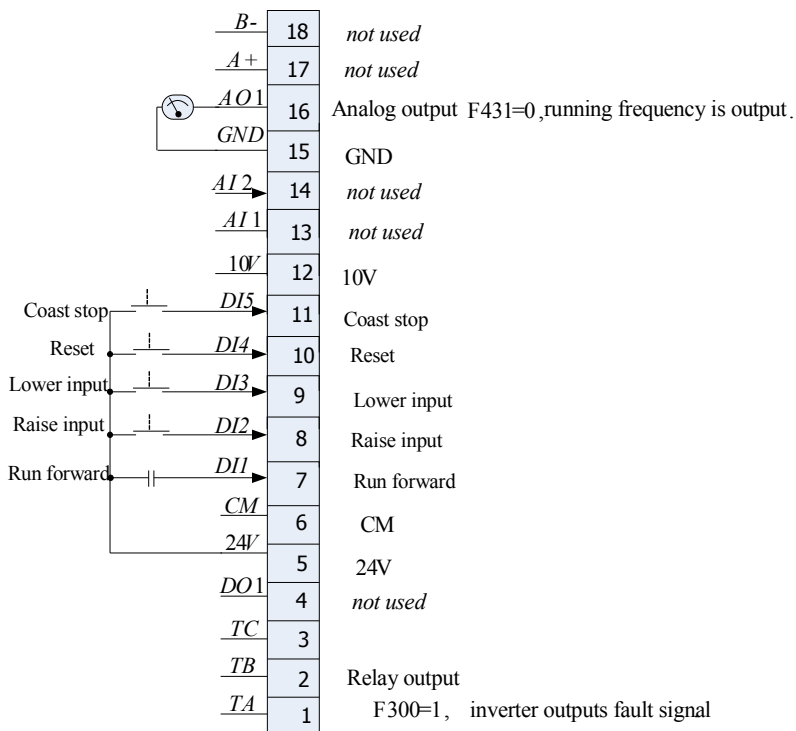 B- 18 not used
A+ 17 not used
AO1 16 Analog output F431=0,running frequency is output.
GND 15 GND
AI2 14 not used
AI1 13 not used
10V 12 10V
Coast stop DI5 11 Coast stop
Reset DI4 10 Reset
Lower input DI3 9 Lower input
Raise input DI2 8 Raise input
Run forward DI1 7 Run forward
CM 6 CM
24V 5 24V
DO1 4 not used
TC 3
TB 2 Relay output
TA 1 F300=1, inverter outputs fault signal